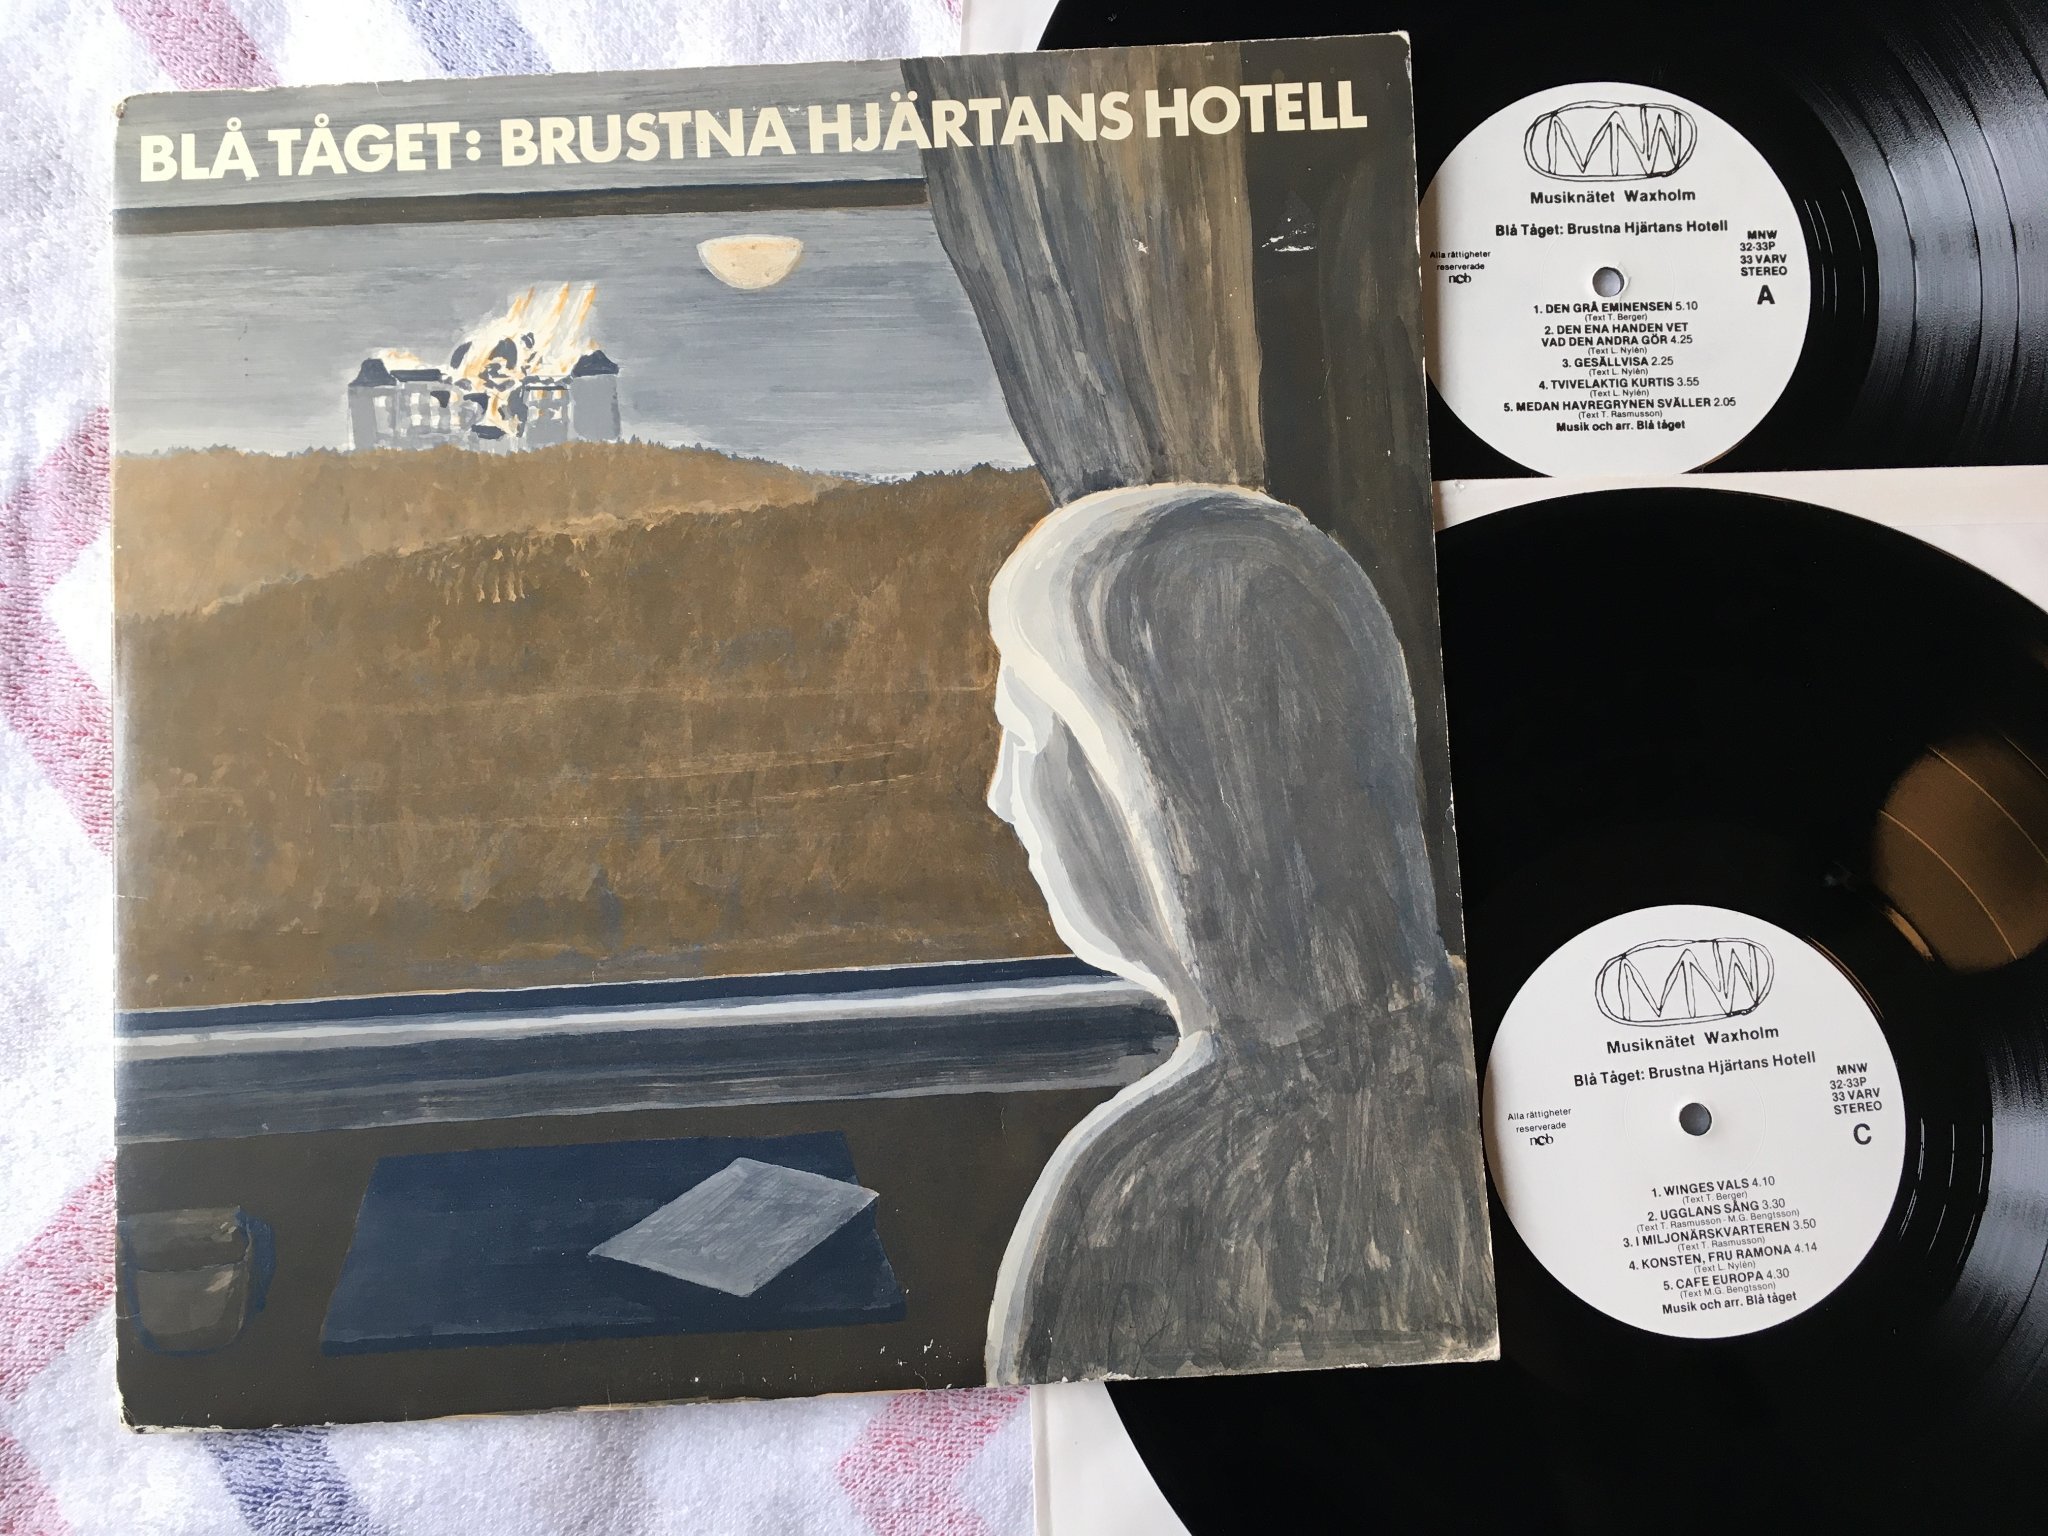 BLÅ TÅGET: BRUSTNA HJÄRTANS HOTELL
MNW
Musiknätet Waxholm
Blå Tåget: Brustna Hjärtans Hotell
Alla rättigheter
reserverade
ncb
MNW
32-33P
33 VARV
STEREO
A
1. DEN GRÅ EMINENSEN 5.10
(Text T. Berger)
2. DEN ENA HANDEN VET
VAD DEN ANDRA GÖR 4.25
(Text L. Nylén)
3. GESÄLLVISA 2.25
(Text L. Nylén)
4. TVIVELAKTIG KURTIS 3.55
(Text L. Nylén)
5. MEDAN HAVREGRYNEN SVÄLLER 2.05
(Text T. Rasmusson)
Musik och arr. Blå tåget
MNW
Musiknätet Waxholm
Blå Tåget: Brustna Hjärtans Hotell
Alla rättigheter
reserverade
ncb
MNW
32-33P
33 VARV
STEREO
C
1. WINGES VALS 4.10
(Text T. Berger)
2. UGGLANS SÅNG 3.30
(Text T. Rasmusson - M.G. Bengtsson)
3. I MILJONÄRSKVARTEREN 3.50
(Text T. Rasmusson)
4. KONSTEN, FRU RAMONA 4.14
(Text L. Nylén)
5. CAFE EUROPA 4.30
(Text M.G. Bengtsson)
Musik och arr. Blå tåget